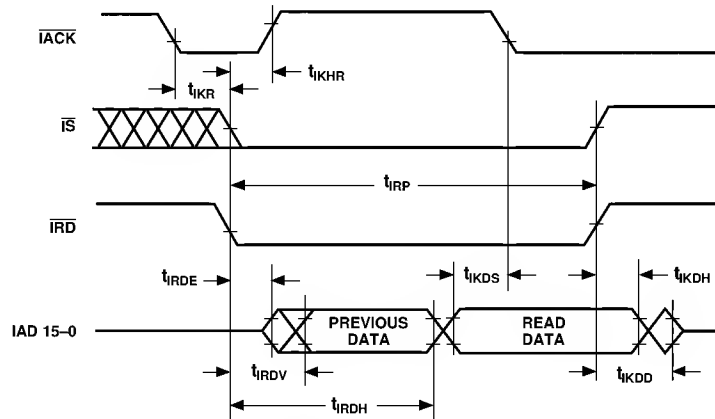 IACK
tIKHR
tIKR
IS
tIRP
IRD
tIRDE
tIKDS
tIKDH
IAD 15–0
PREVIOUS
DATA
READ
DATA
tIRDV
tIKDD
tIRDH